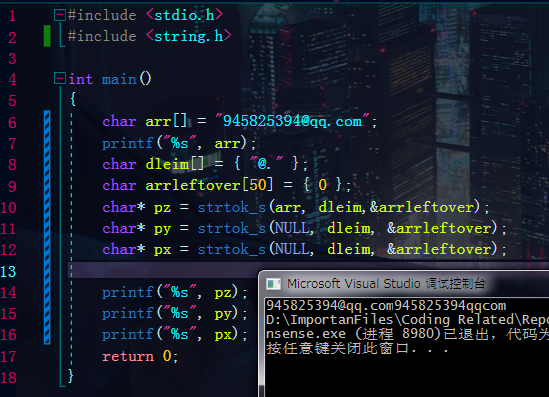 1 #include <stdio.h>
2 #include <string.h>
3
4 int main()
5 {
6 char arr[] = "945825394@qq.com";
7 printf("%s", arr);
8 char dleim[] = { "@." };
9 char arrleftover[50] = { 0 };
10 char* pz = strtok_s(arr, dleim,&arrleftover);
11 char* py = strtok_s(NULL, dleim, &arrleftover);
12 char* px = strtok_s(NULL, dleim, &arrleftover);
13
14 printf("%s", pz);
15 printf("%s", py);
16 printf("%s", px);
17 return 0;
18 }
Microsoft Visual Studio 调试控制台
945825394@qq.com945825394qqcom
D:\ImportanFiles\Coding Related\Repo
nsense.exe (进程 8980)已退出，代码为
按任意键关闭此窗口. . .